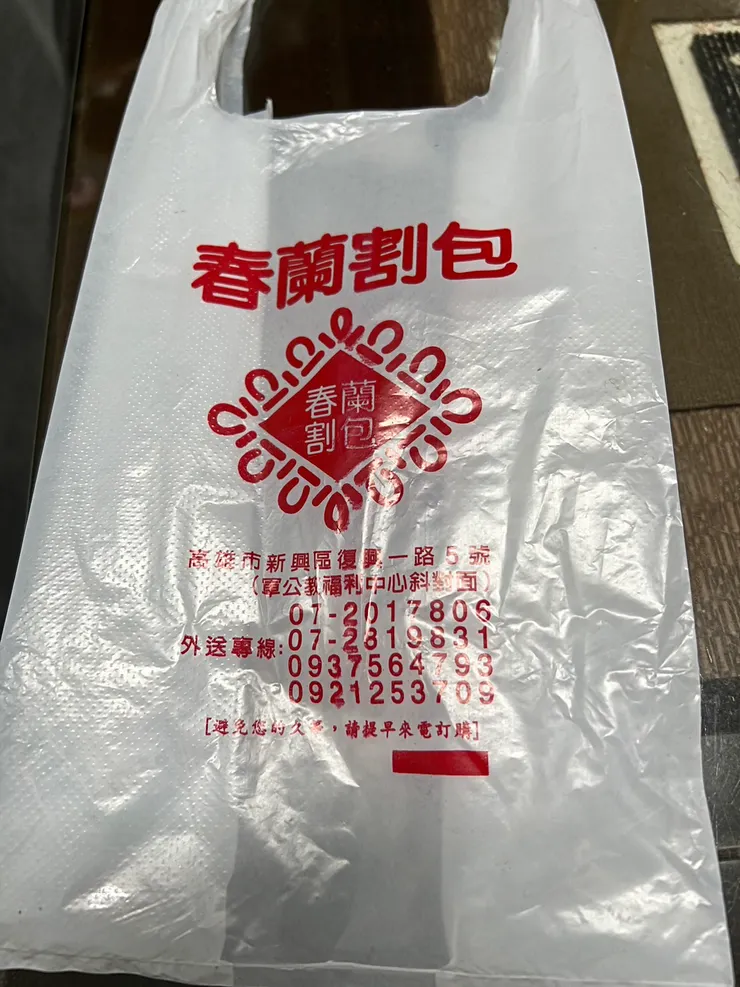 春蘭割包
春蘭
割包
高雄市新興區復興一路5號
(軍公教福利中心斜對面)
07-2017806
外送專線:07-2819831
0937564793
0921253709
[避免您的久等，請提早來電訂購]